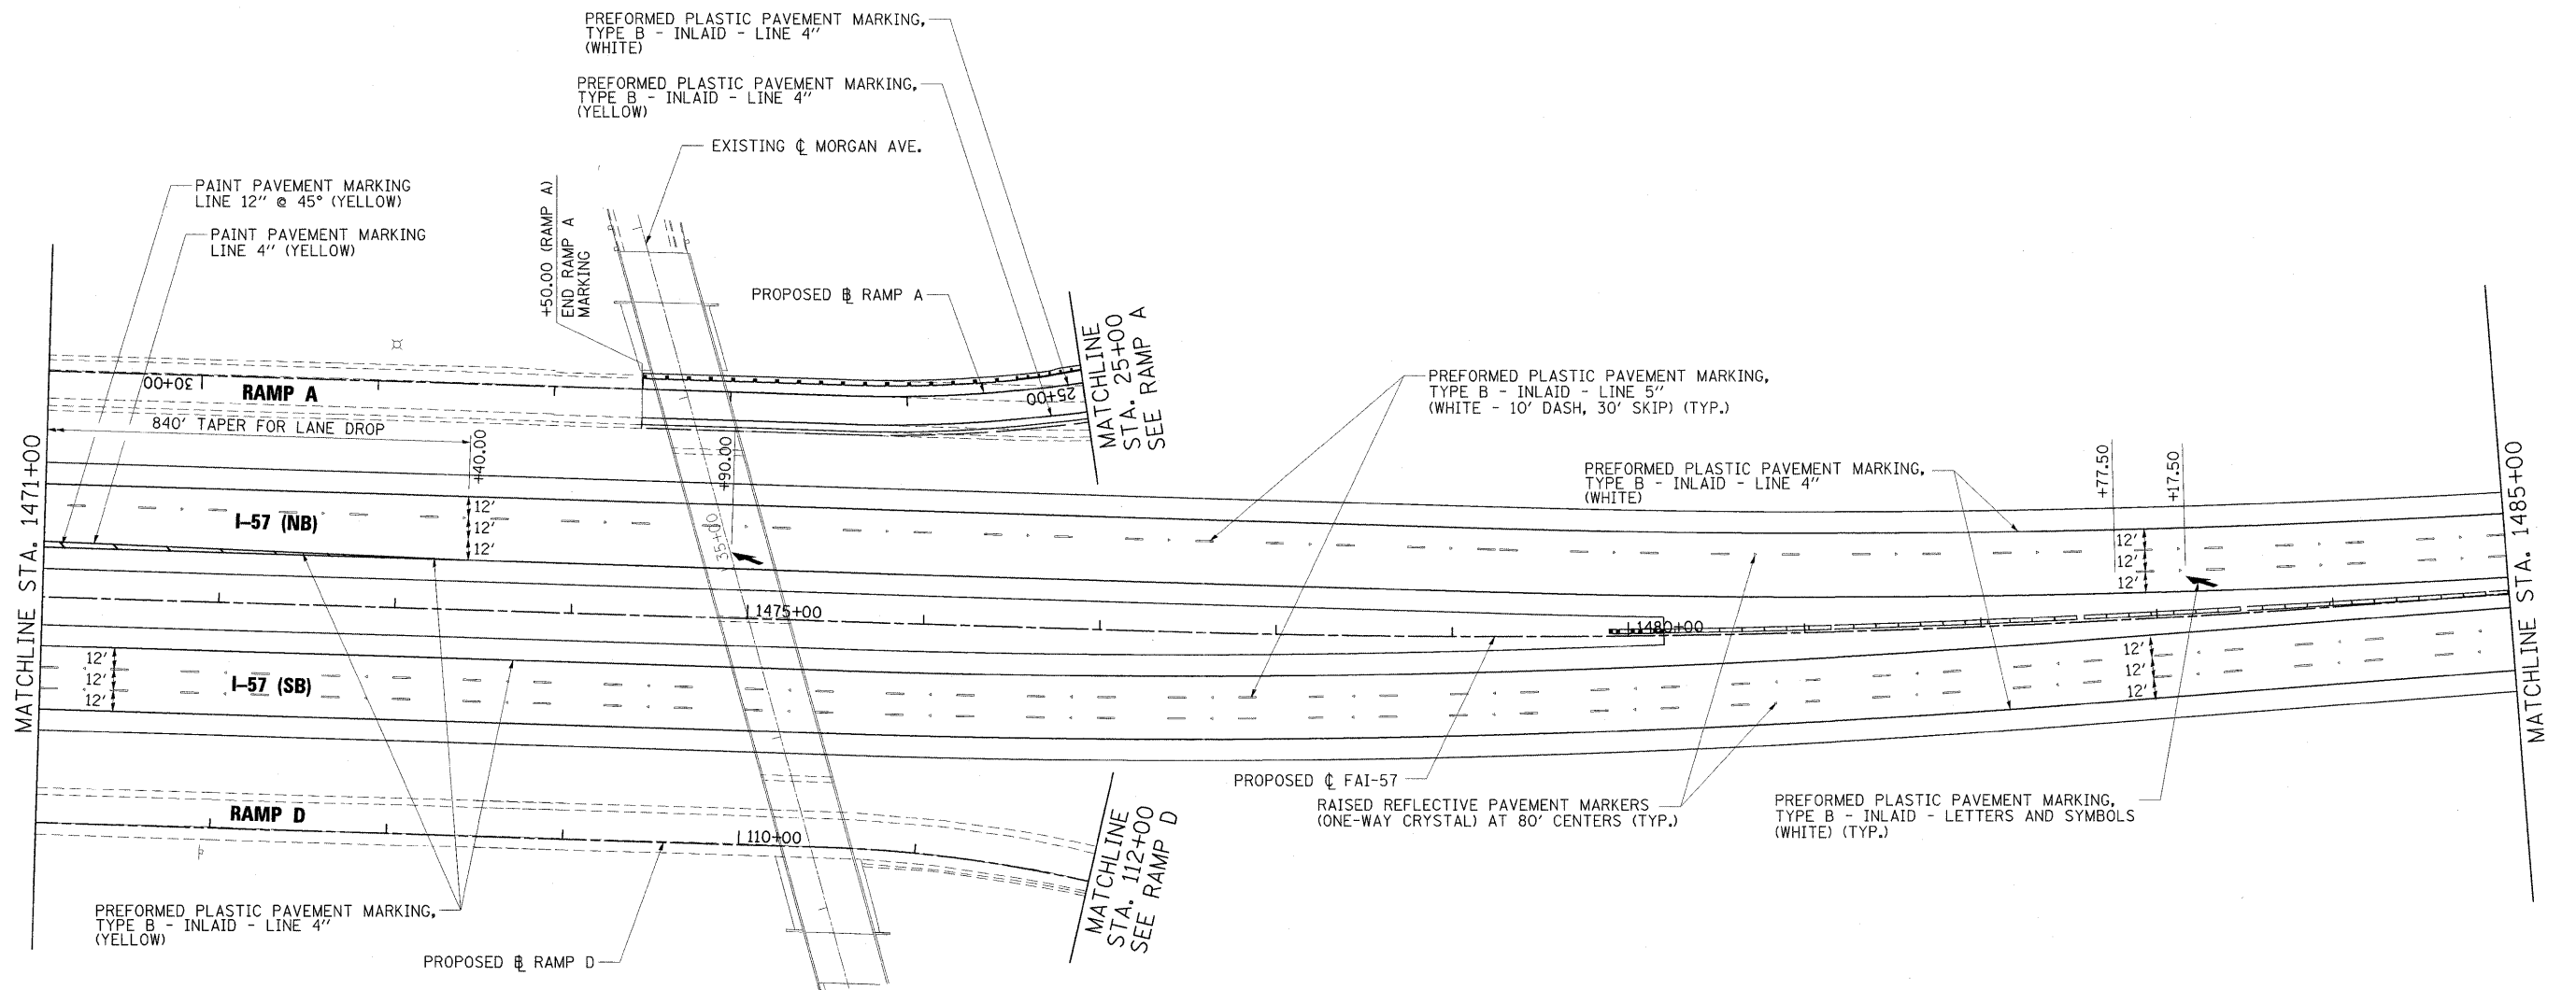 PREFORMED PLASTIC PAVEMENT MARKING,
TYPE B - INLAID - LINE 4"
(WHITE)
PREFORMED PLASTIC PAVEMENT MARKING,
TYPE B - INLAID - LINE 4"
(YELLOW)
EXISTING ℄ MORGAN AVE.
PAINT PAVEMENT MARKING
LINE 12" @ 45° (YELLOW)
PAINT PAVEMENT MARKING
LINE 4" (YELLOW)
+50.00 (RAMP A)
END RAMP A
MARKING
PROPOSED B̲L̲ RAMP A
MATCHLINE
STA. 25+00
SEE RAMP A
30+00
RAMP A
25+00
840' TAPER FOR LANE DROP
+40.00
+90.00
PREFORMED PLASTIC PAVEMENT MARKING,
TYPE B - INLAID - LINE 5"
(WHITE - 10' DASH, 30' SKIP) (TYP.)
PREFORMED PLASTIC PAVEMENT MARKING,
TYPE B - INLAID - LINE 4"
(WHITE)
+77.50
+17.50
MATCHLINE STA. 1471+00
MATCHLINE STA. 1485+00
I-57 (NB)
12'
12'
12'
35+00
12'
12'
12'
1475+00
1480+00
12'
12'
12'
I-57 (SB)
12'
12'
12'
PROPOSED ℄ FAI-57
RAISED REFLECTIVE PAVEMENT MARKERS
(ONE-WAY CRYSTAL) AT 80' CENTERS (TYP.)
PREFORMED PLASTIC PAVEMENT MARKING,
TYPE B - INLAID - LETTERS AND SYMBOLS
(WHITE) (TYP.)
RAMP D
110+00
MATCHLINE
STA. 112+00
SEE RAMP D
PREFORMED PLASTIC PAVEMENT MARKING,
TYPE B - INLAID - LINE 4"
(YELLOW)
PROPOSED B̲L̲ RAMP D